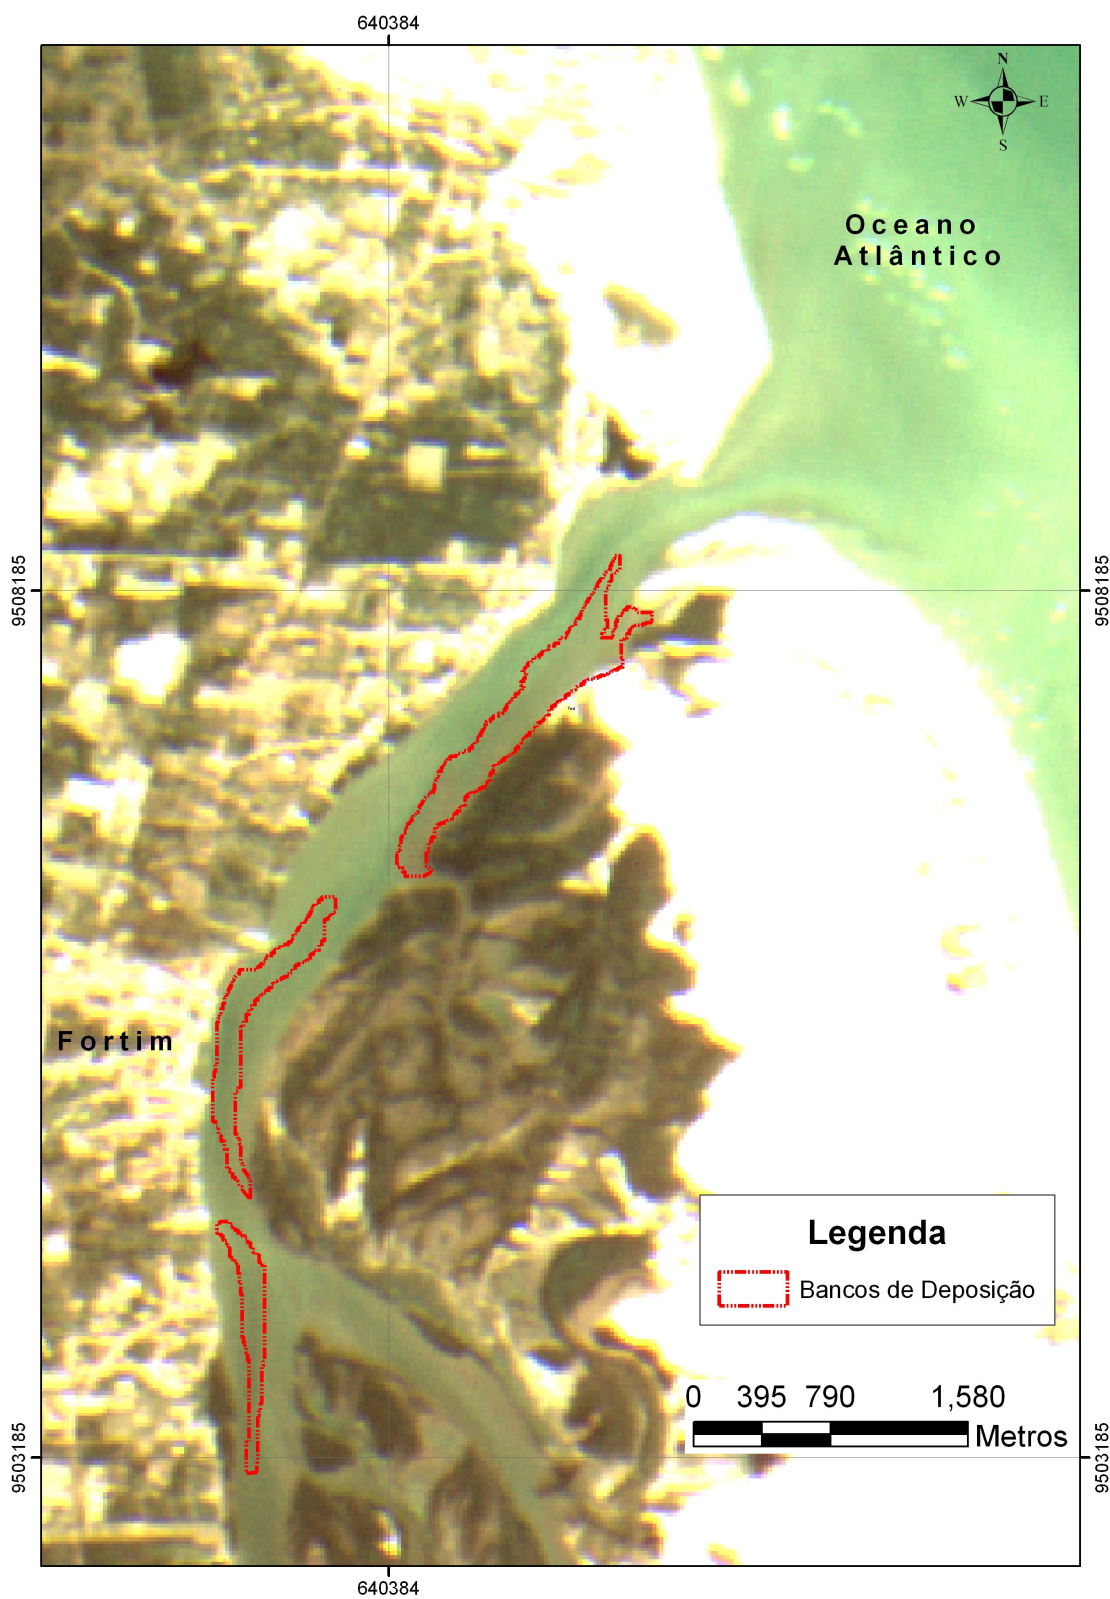 640384
N
W E
S
Oceano
Atlântico
9508185
9508185
Fortim
Legenda
Bancos de Deposição
0 395 790 1,580
Metros
9503185
9503185
640384